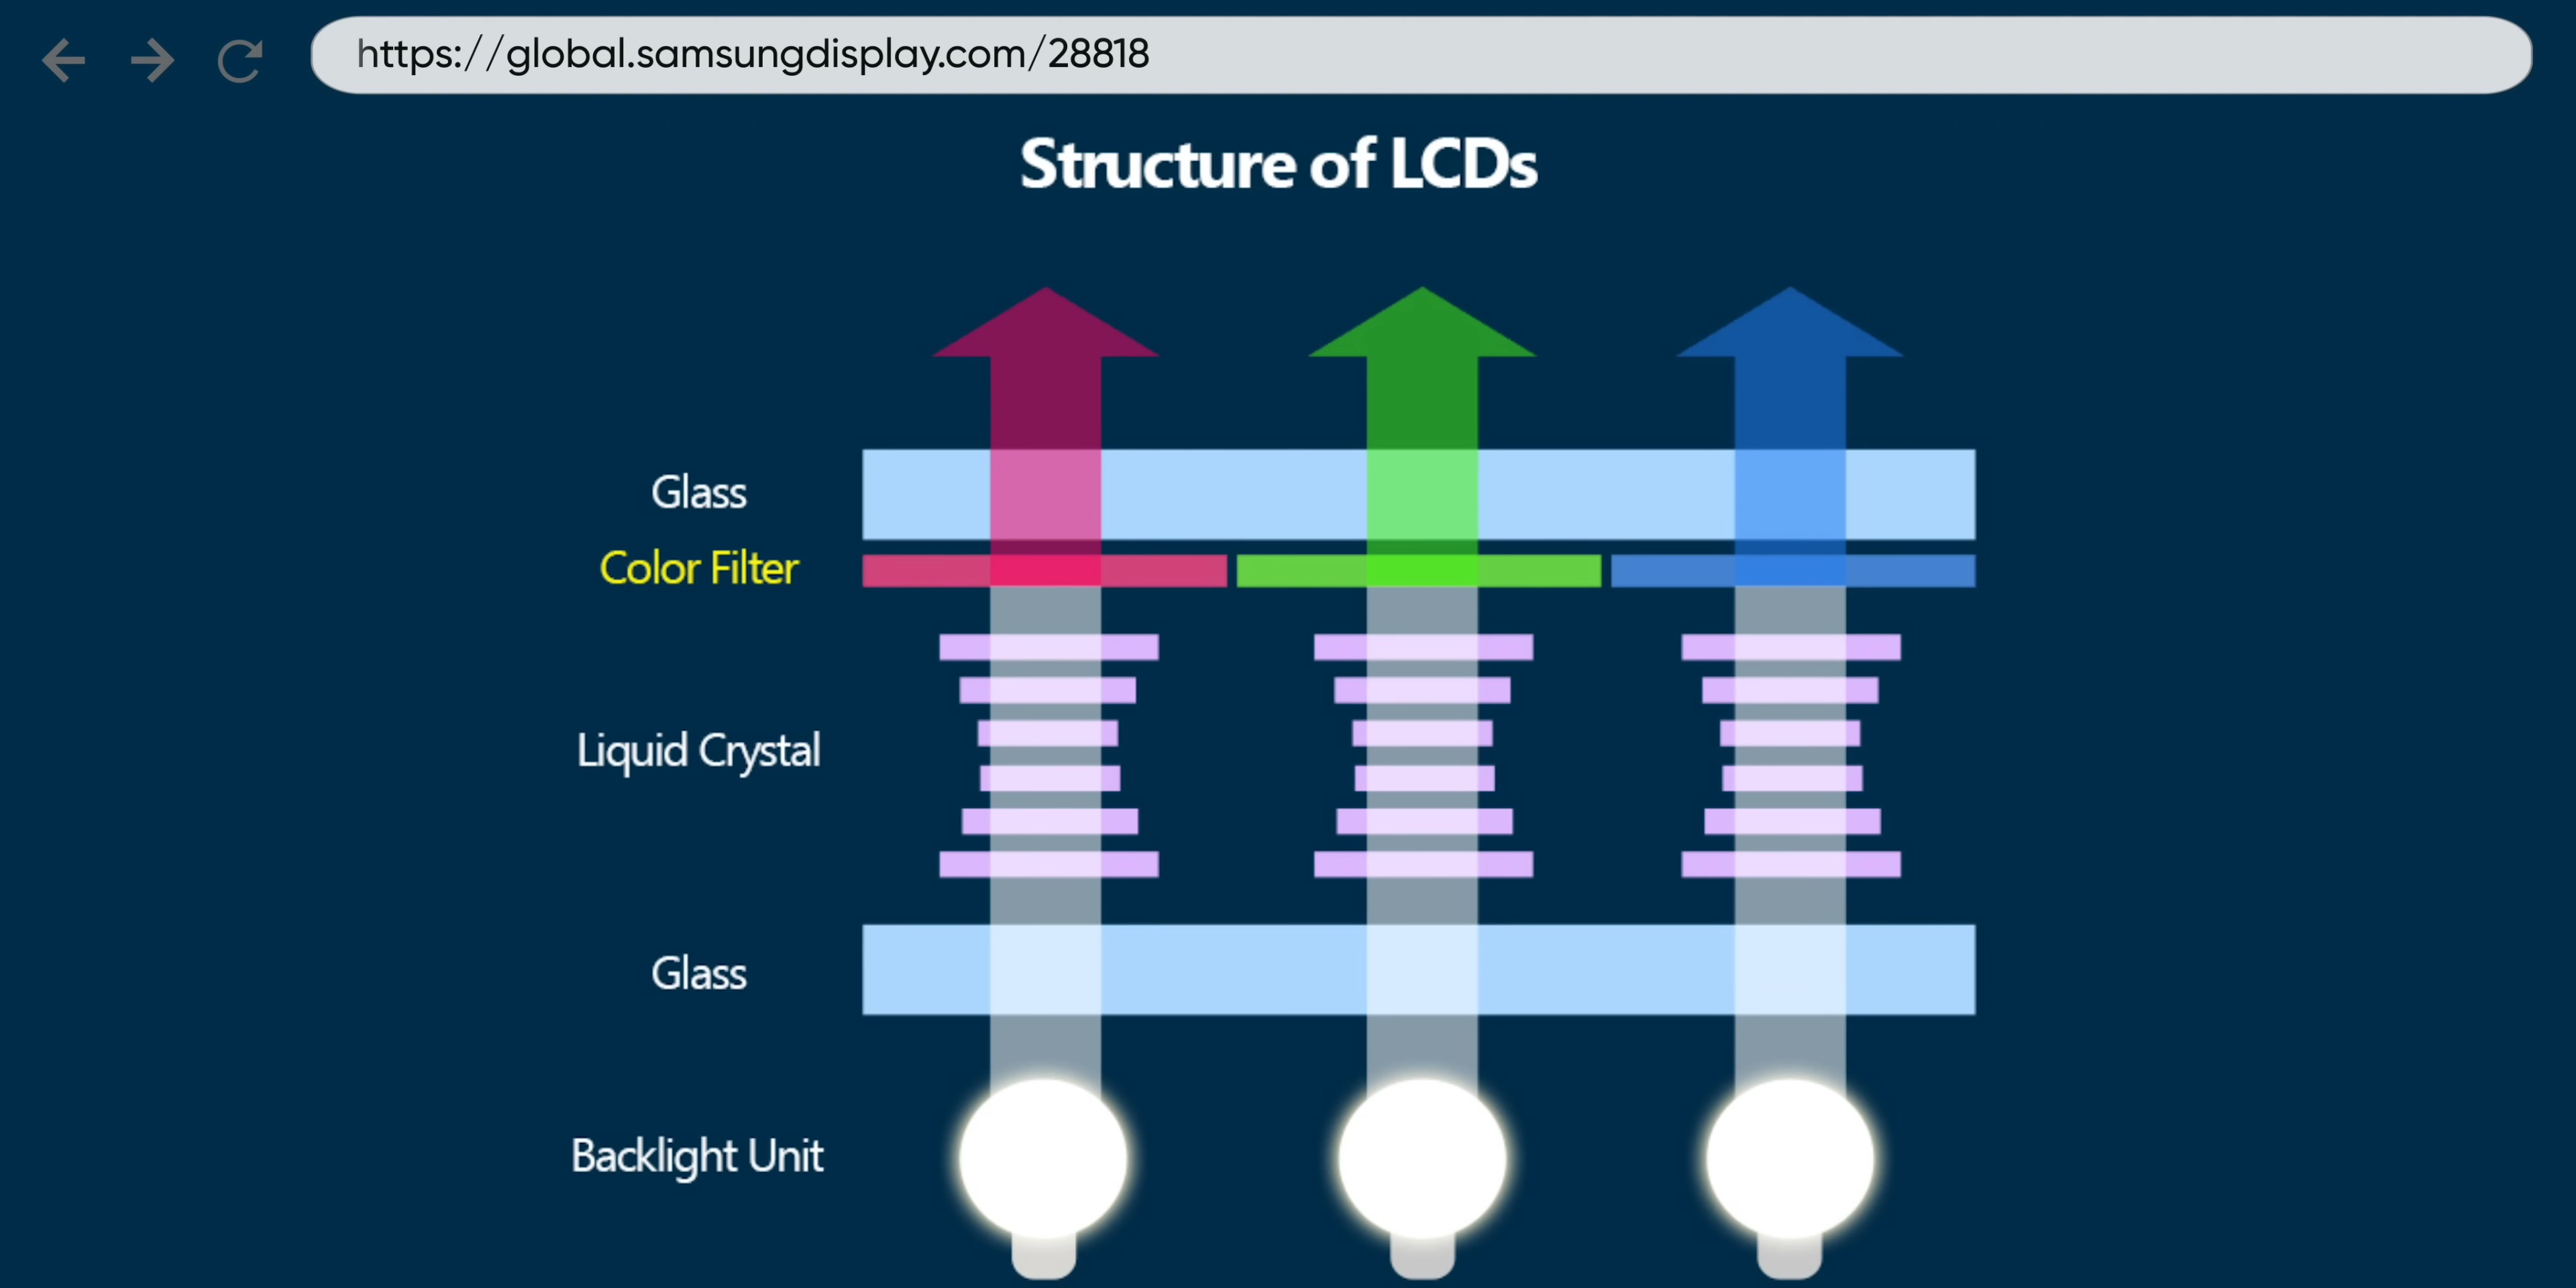 https://global.samsungdisplay.com/28818
Structure of LCDs
Glass
Color Filter
Liquid Crystal
Glass
Backlight Unit